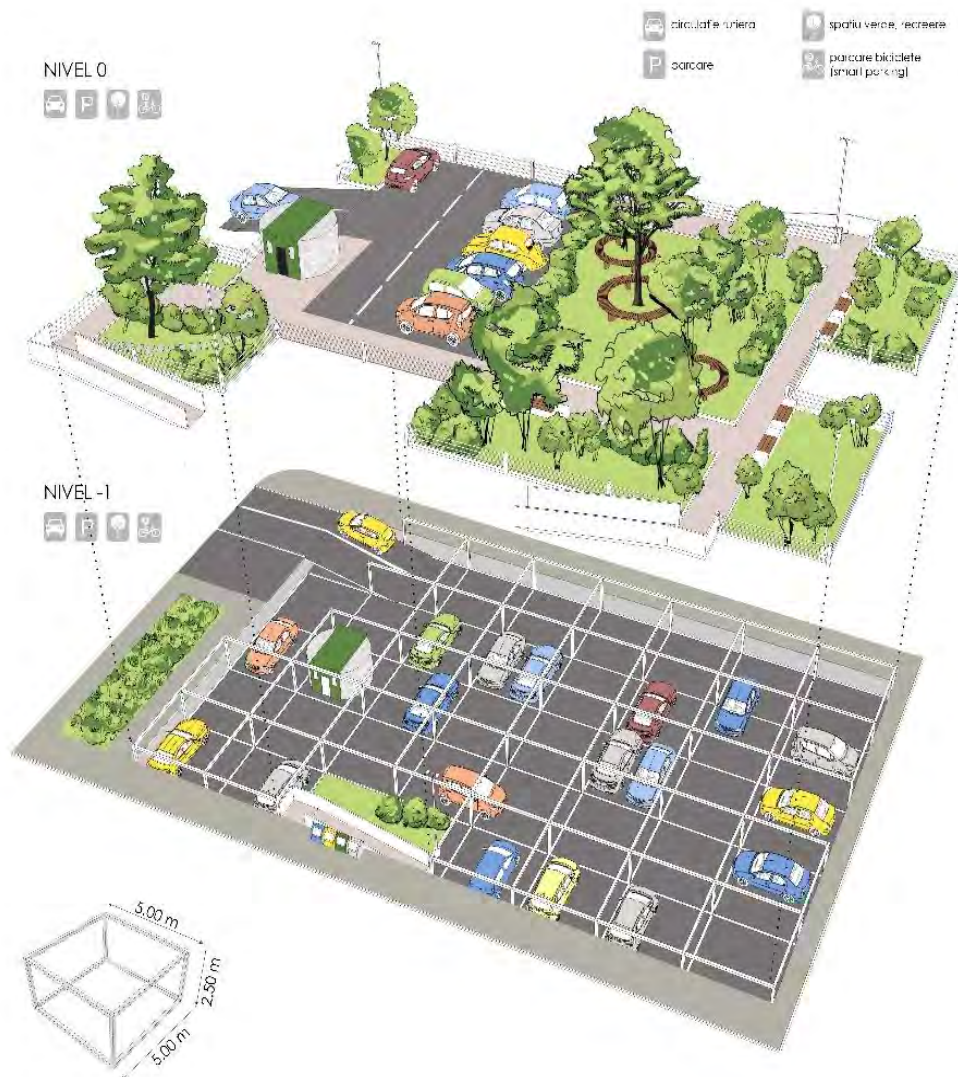 circulatie rutiera
spatiu verde, recreere
P
parcare
parcare biciclete
(smart parking)
NIVEL 0
P
NIVEL -1
P
5.00 m
2.50 m
5.00 m